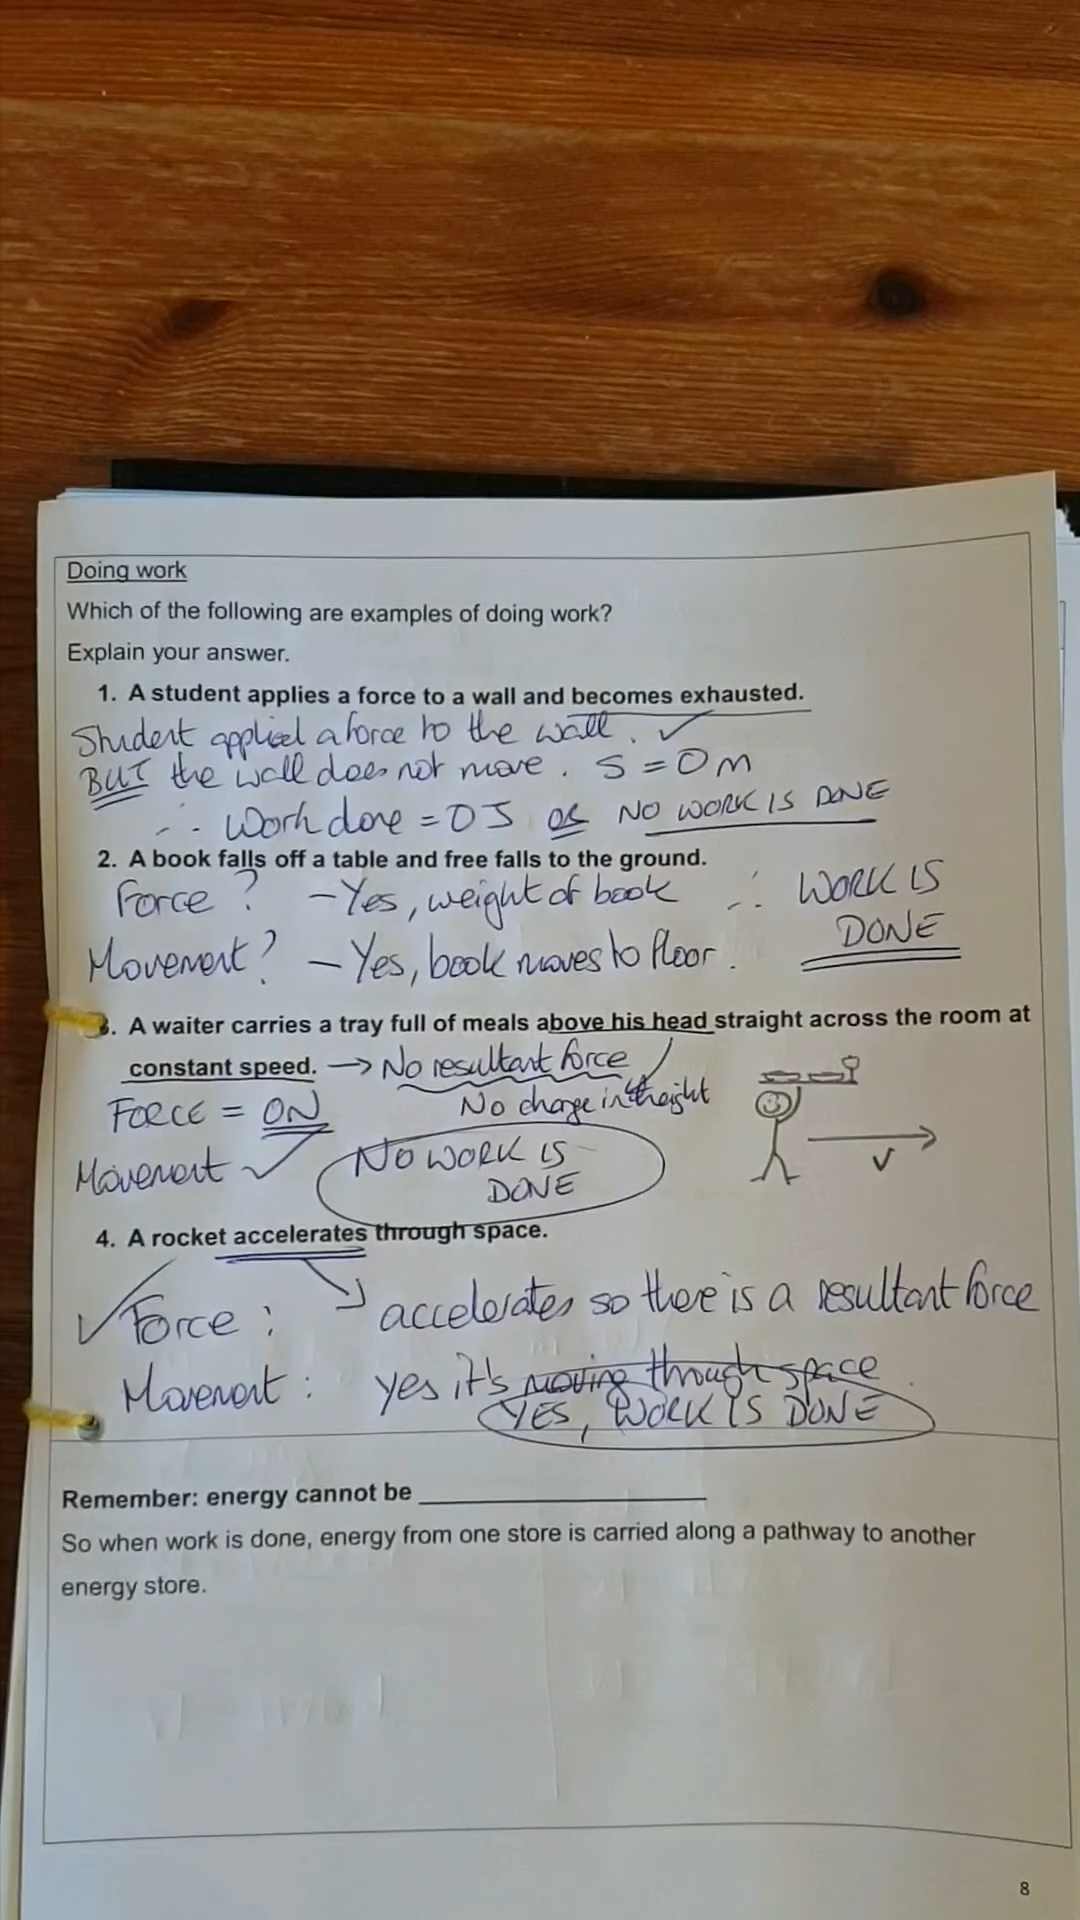 Doing work
Which of the following are examples of doing work?
Explain your answer.
1. A student applies a force to a wall and becomes exhausted.
Student applied a force to the wall. ✓
BUT the wall does not move. S = 0 m
∴ Work done = 0 J or NO WORK IS DONE
2. A book falls off a table and free falls to the ground.
Force? – Yes, weight of book ∴ WORK IS
DONE
Movement? – Yes, book moves to floor.
3. A waiter carries a tray full of meals above his head straight across the room at
constant speed. → No resultant force
FORCE = 0N No change in height
Movement ✓ NO WORK IS
DONE
V
4. A rocket accelerates through space.
✓ Force: accelerates so there is a resultant force
Movement: yes it's moving through space
YES, WORK IS DONE
Remember: energy cannot be ____________________
So when work is done, energy from one store is carried along a pathway to another
energy store.
8